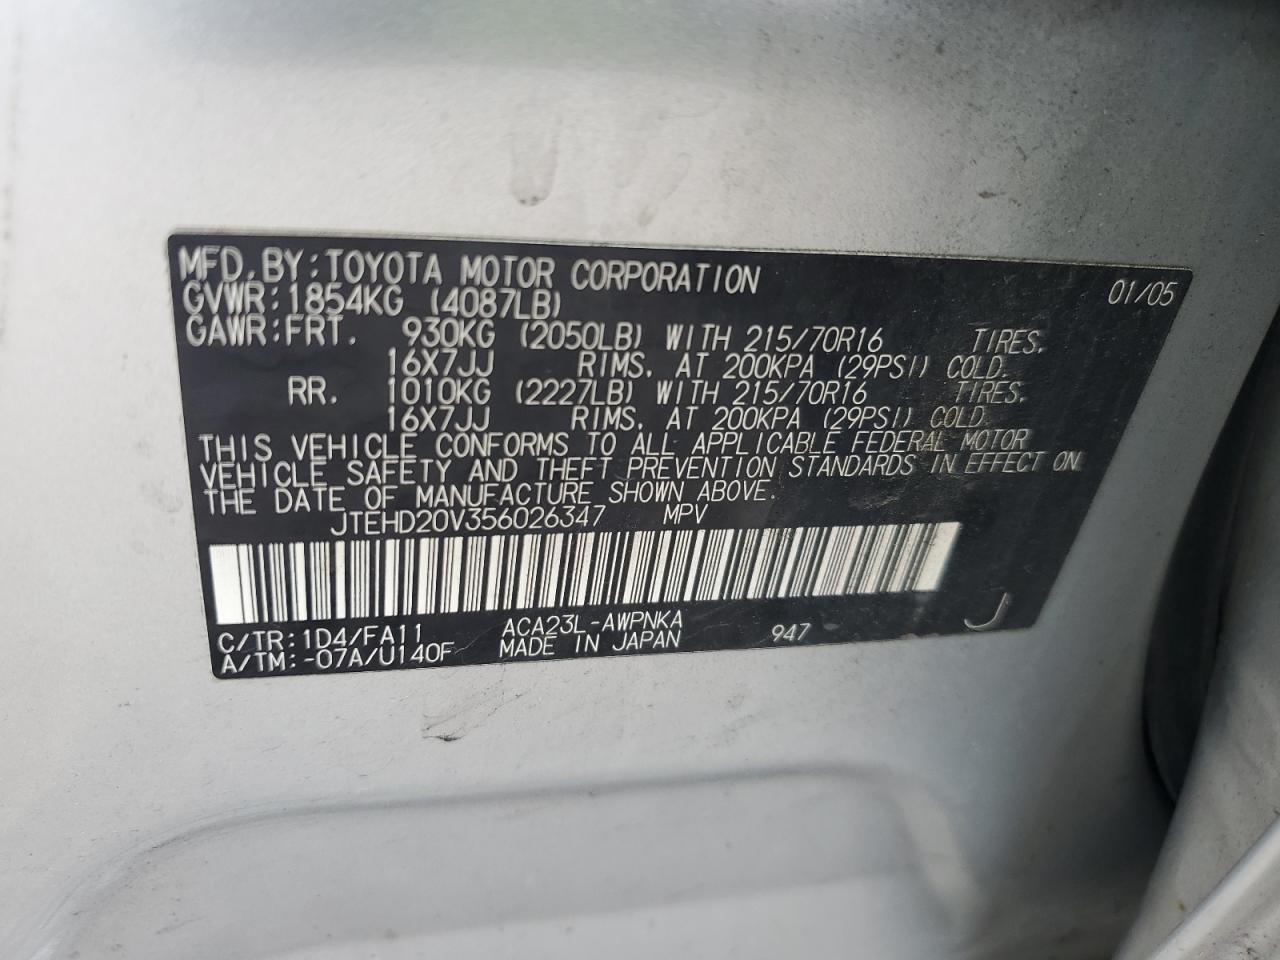 MFD. BY: TOYOTA MOTOR CORPORATION 01/05
GVWR: 1854KG (4087LB)
GAWR: FRT. 930KG (2050LB) WITH 215/70R16 TIRES,
16X7JJ RIMS, AT 200KPA (29PSI) COLD.
RR. 1010KG (2227LB) WITH 215/70R16 TIRES,
16X7JJ RIMS, AT 200KPA (29PSI) COLD.
THIS VEHICLE CONFORMS TO ALL APPLICABLE FEDERAL MOTOR
VEHICLE SAFETY AND THEFT PREVENTION STANDARDS IN EFFECT ON
THE DATE OF MANUFACTURE SHOWN ABOVE.
JTEHD20V356026347 MPV
C/TR: 1D4/FA11 ACA23L-AWPNKA 947 J
A/TM: -07A/U140F MADE IN JAPAN